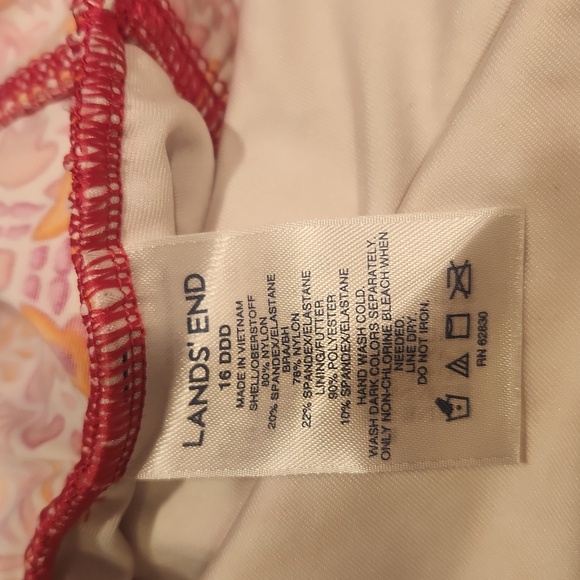 LANDS' END
16 DDD
MADE IN VIETNAM
SHELL/OBERSTOFF
80% NYLON
20% SPANDEX/ELASTANE
BRA/BH
78% NYLON
22% SPANDEX/ELASTANE
LINING/FUTTER
90% POLYESTER
10% SPANDEX/ELASTANE
HAND WASH COLD.
WASH DARK COLORS SEPARATELY.
ONLY NON-CHLORINE BLEACH WHEN
NEEDED.
LINE DRY.
DO NOT IRON.
RN 62830